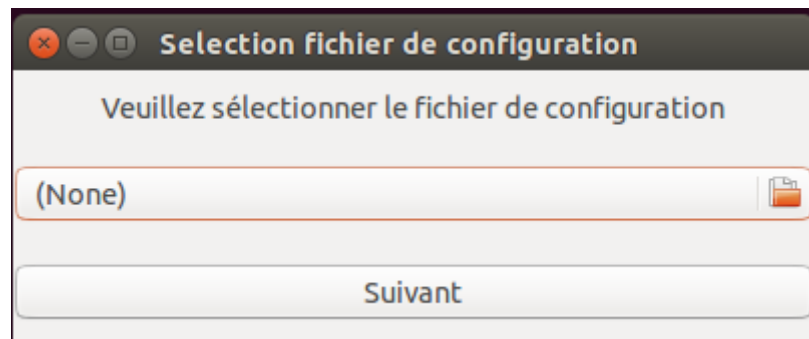 Selection fichier de configuration
Veuillez sélectionner le fichier de configuration
(None)
Suivant